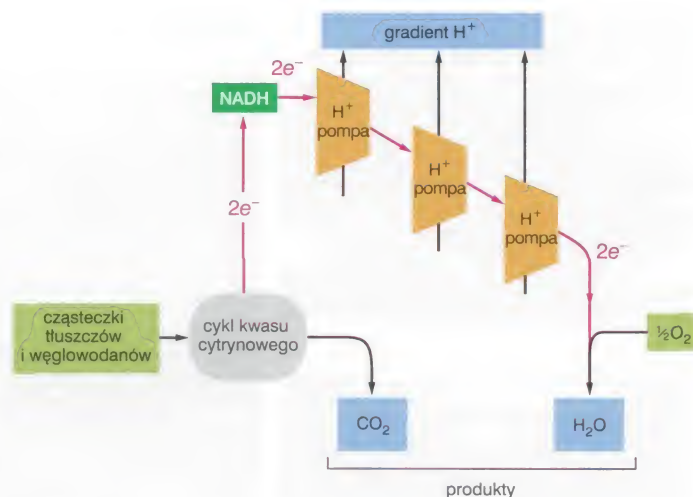 gradient H⁺
2e⁻
NADH
H⁺
pompa
H⁺
pompa
H⁺
pompa
2e⁻
2e⁻
cząsteczki
tłuszczów
i węglowodanów
cykl kwasu
cytrynowego
½O₂
CO₂
H₂O
produkty